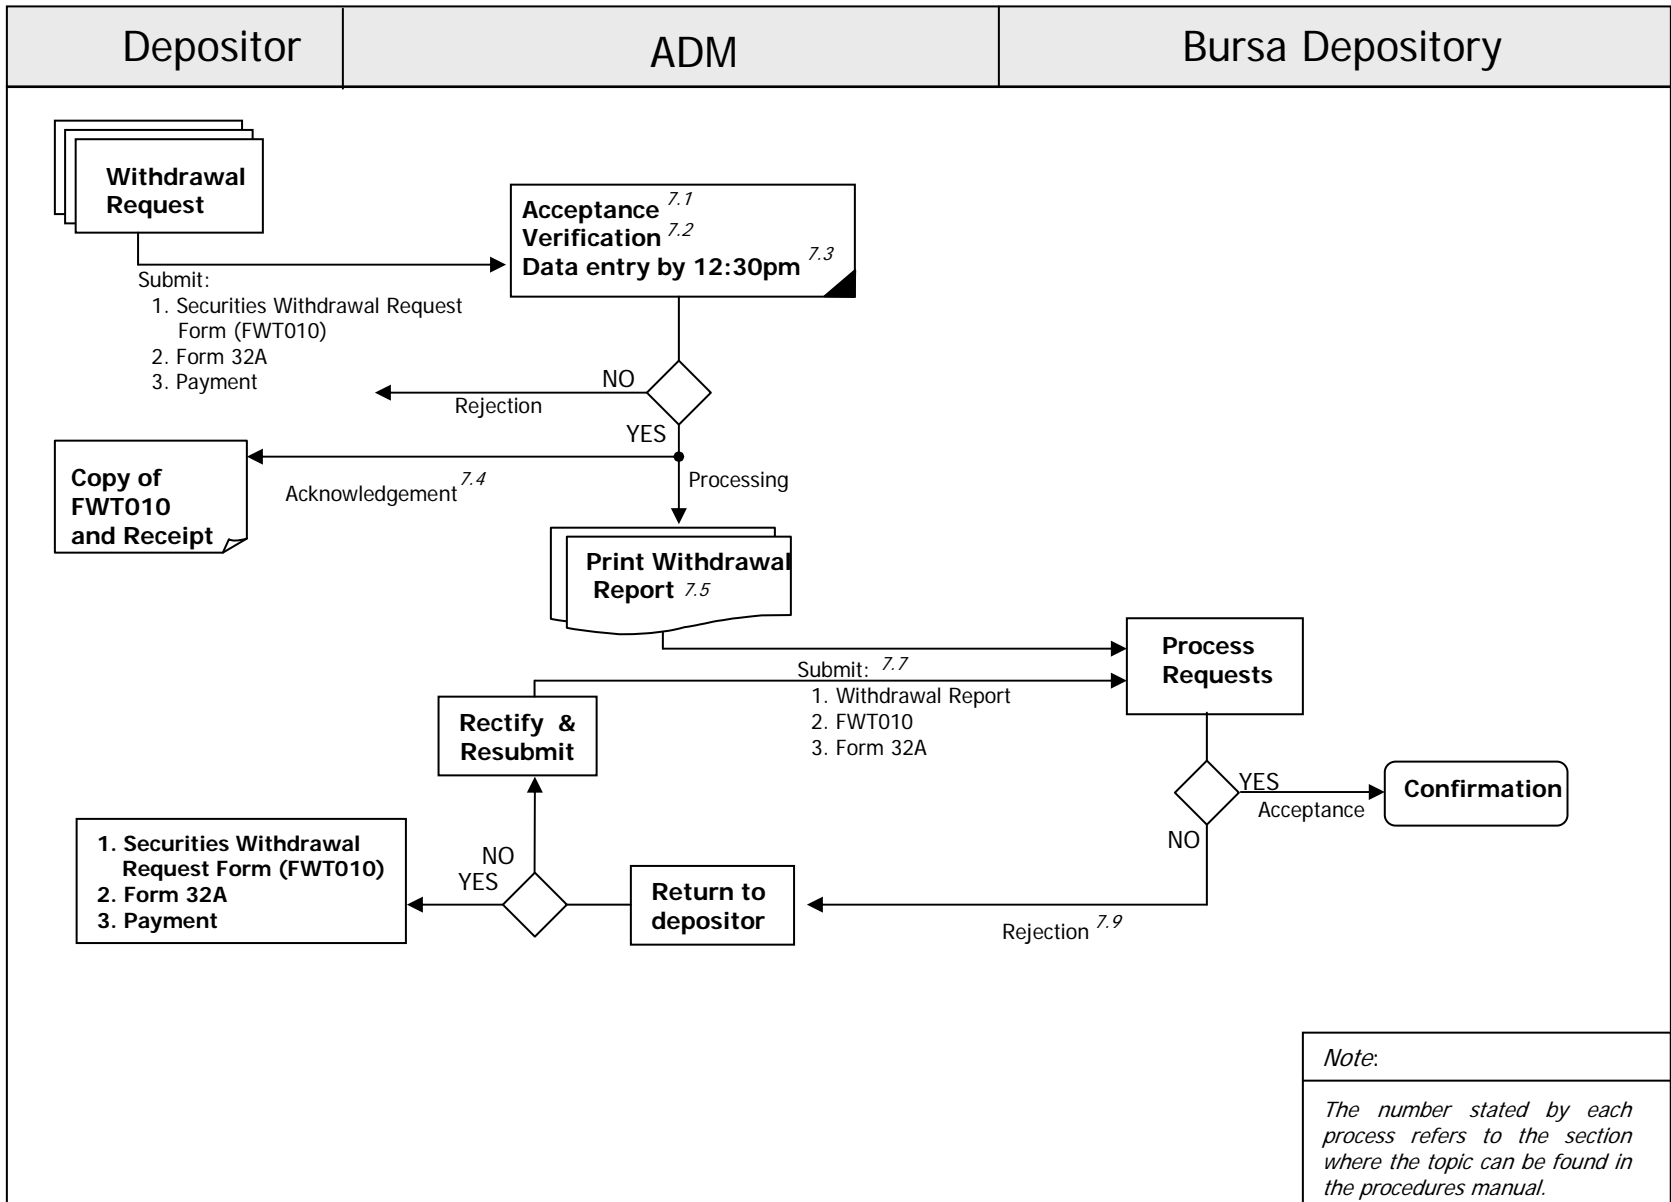 Depositor
ADM
Bursa Depository
Withdrawal
Request
Acceptance 7.1
Verification 7.2
Data entry by 12:30pm 7.3
Submit:
1. Securities Withdrawal Request
Form (FWT010)
2. Form 32A
3. Payment
NO
Rejection
YES
Copy of
FWT010
and Receipt
Acknowledgement 7.4
Processing
Print Withdrawal
Report 7.5
Process
Requests
Submit: 7.7
1. Withdrawal Report
2. FWT010
3. Form 32A
Rectify & 
Resubmit
YES
Acceptance
Confirmation
NO
1. Securities Withdrawal
Request Form (FWT010)
2. Form 32A
3. Payment
NO
YES
Return to
depositor
Rejection 7.9
Note:
The number stated by each
process refers to the section
where the topic can be found in
the procedures manual.